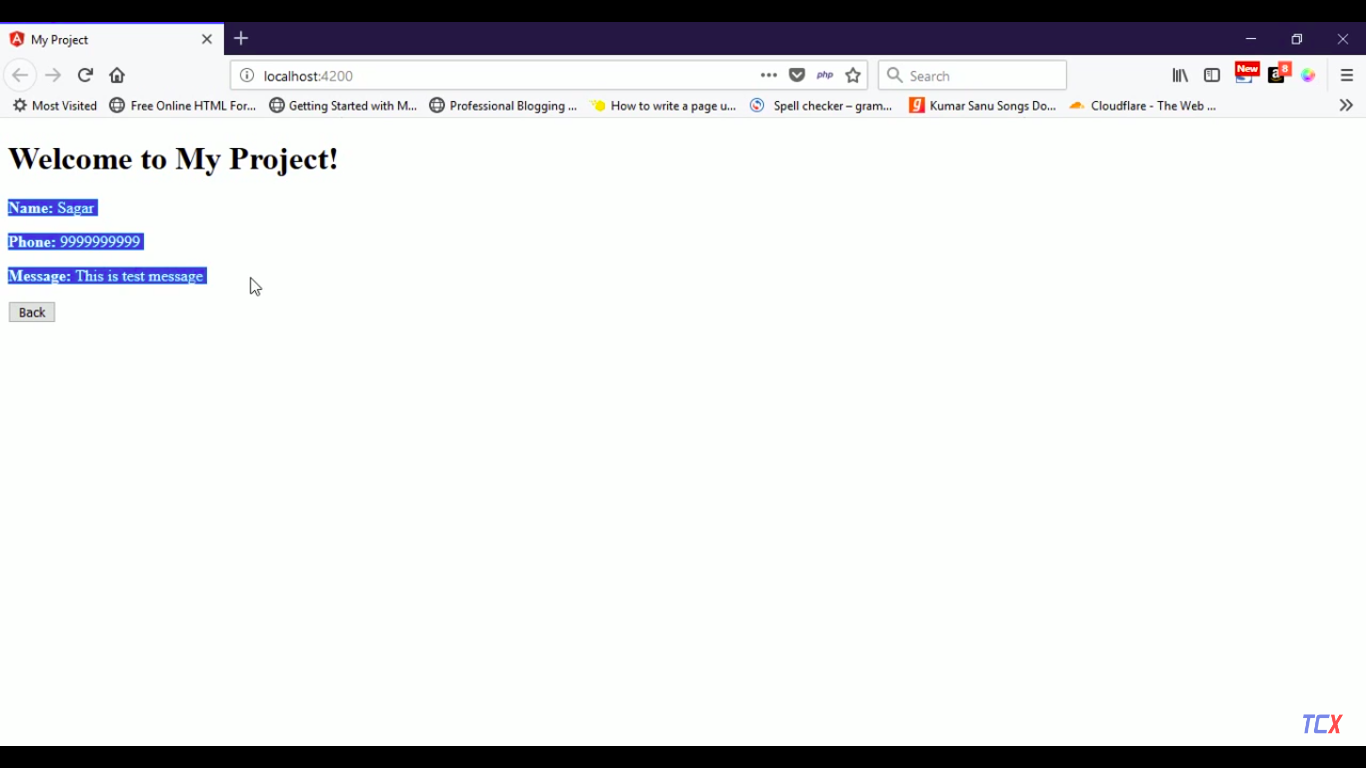 My Project
localhost:4200
php
Search
New
a 8
Most Visited
Free Online HTML For...
Getting Started with M...
Professional Blogging ...
How to write a page u...
Spell checker – gram...
g
Kumar Sanu Songs Do...
Cloudflare - The Web ...
Welcome to My Project!
Name: Sagar
Phone: 9999999999
Message: This is test message
Back
TCX